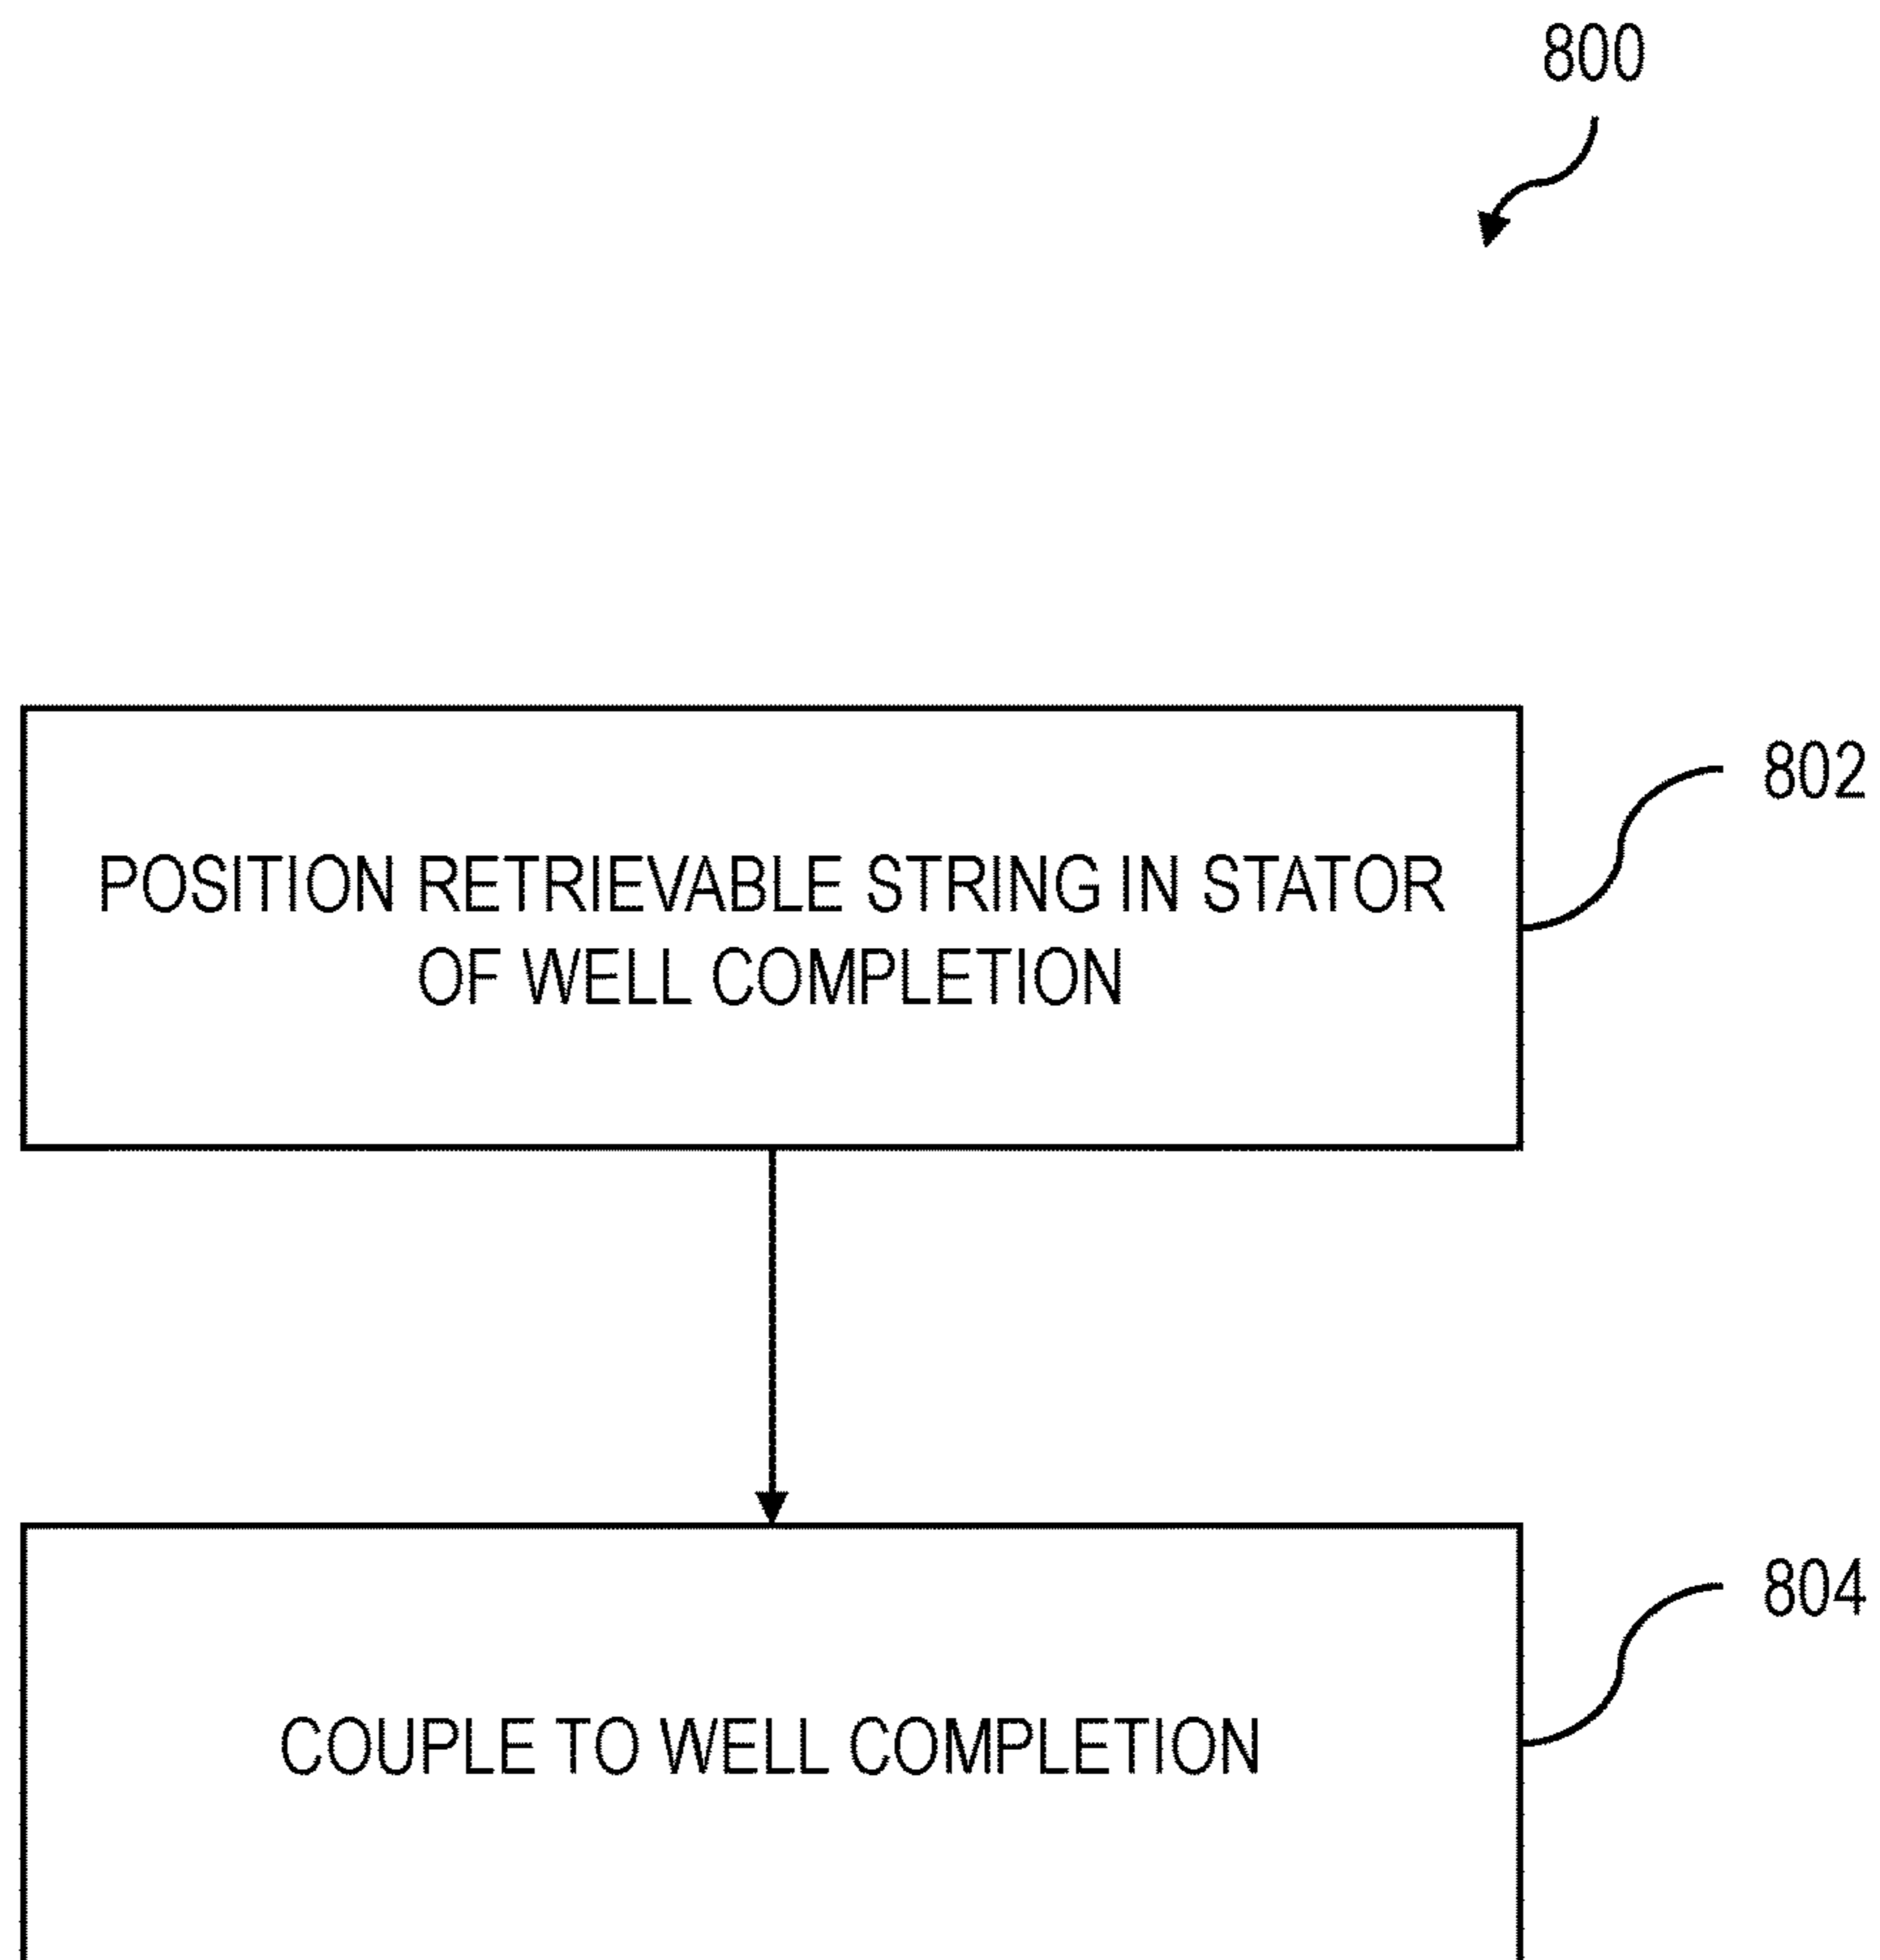 800
802
POSITION RETRIEVABLE STRING IN STATOR
OF WELL COMPLETION
804
COUPLE TO WELL COMPLETION